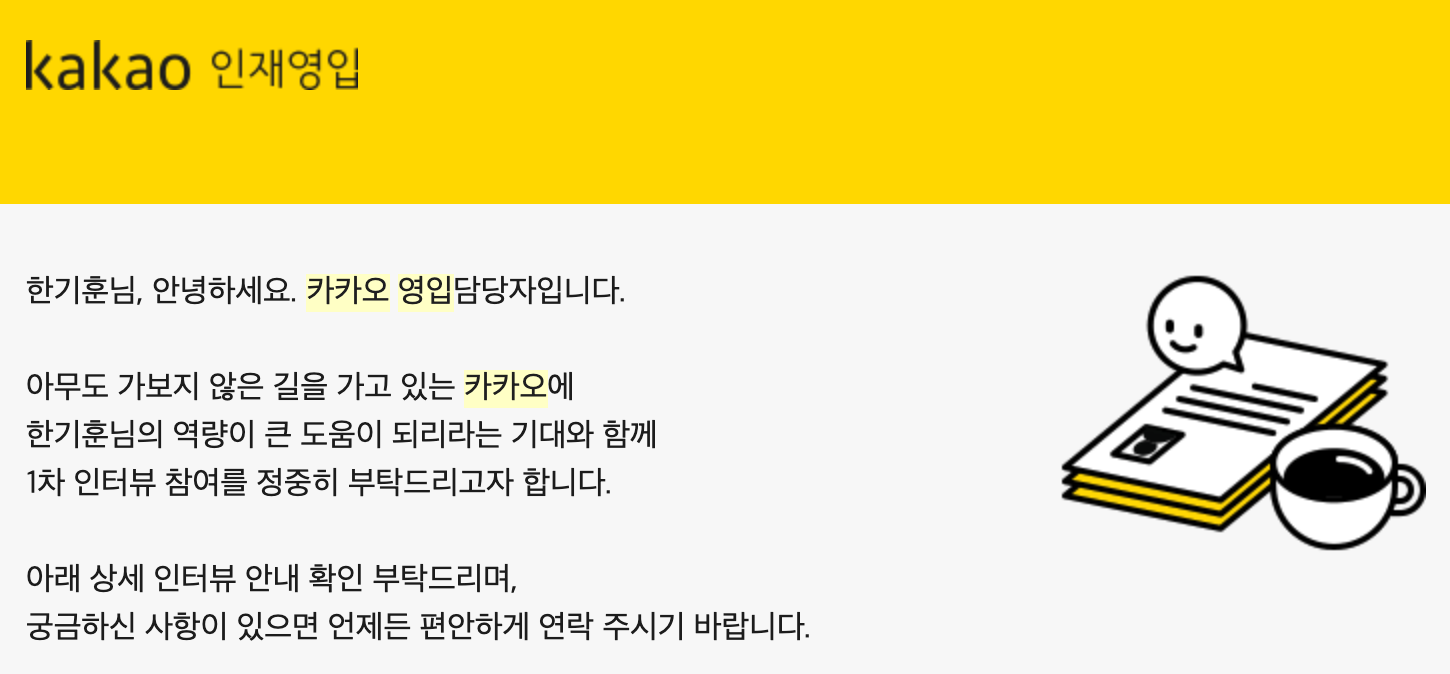 kakao 인재영입
한기훈님, 안녕하세요. 카카오 영입담당자입니다.
아무도 가보지 않은 길을 가고 있는 카카오에
한기훈님의 역량이 큰 도움이 되리라는 기대와 함께
1차 인터뷰 참여를 정중히 부탁드리고자 합니다.
아래 상세 인터뷰 안내 확인 부탁드리며,
궁금하신 사항이 있으면 언제든 편안하게 연락 주시기 바랍니다.